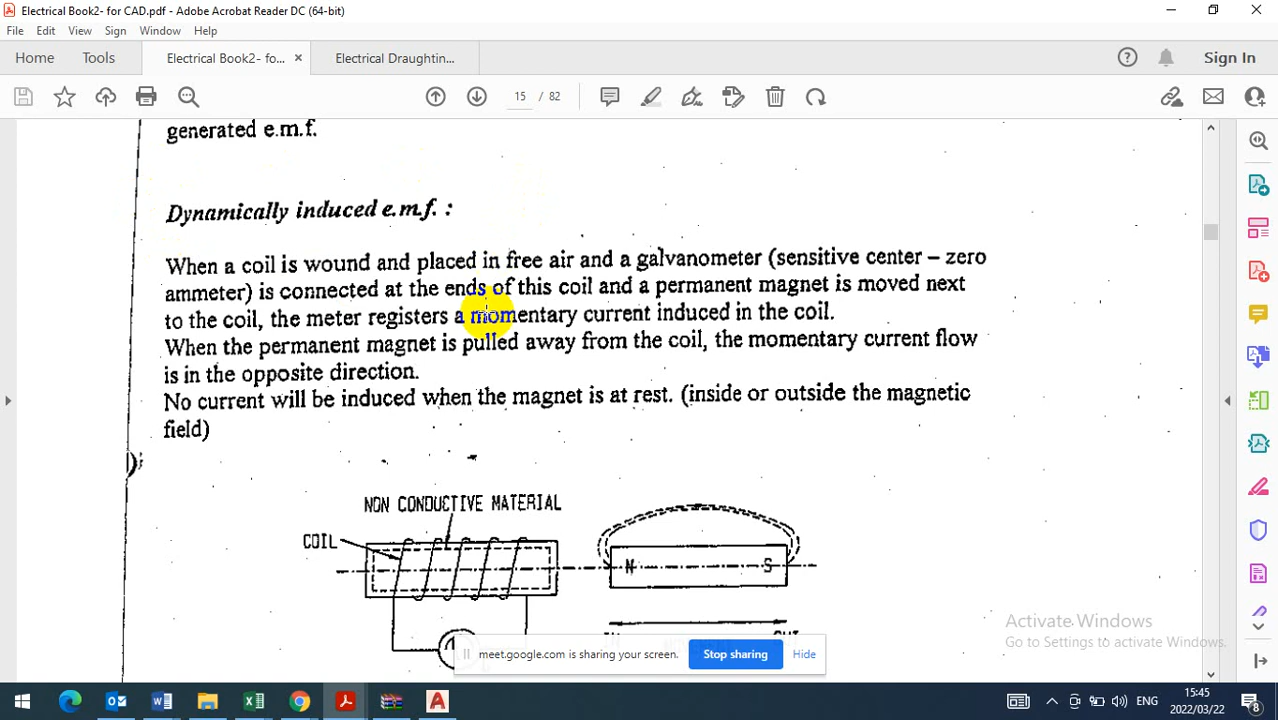 Electrical Book2- for CAD.pdf - Adobe Acrobat Reader DC (64-bit)
File Edit View Sign Window Help
Home Tools Electrical Book2- fo... × Electrical Draughtin... Sign In
15 / 82
generated e.m.f.
Dynamically induced e.m.f. :
When a coil is wound and placed in free air and a galvanometer (sensitive center – zero
ammeter) is connected at the ends of this coil and a permanent magnet is moved next
to the coil, the meter registers a momentary current induced in the coil.
When the permanent magnet is pulled away from the coil, the momentary current flow
is in the opposite direction.
No current will be induced when the magnet is at rest. (inside or outside the magnetic
field)
NON CONDUCTIVE MATERIAL
COIL
N S
Activate Windows
Go to Settings to activate Windows.
meet.google.com is sharing your screen. Stop sharing Hide
ENG
15:45
2022/03/22
8